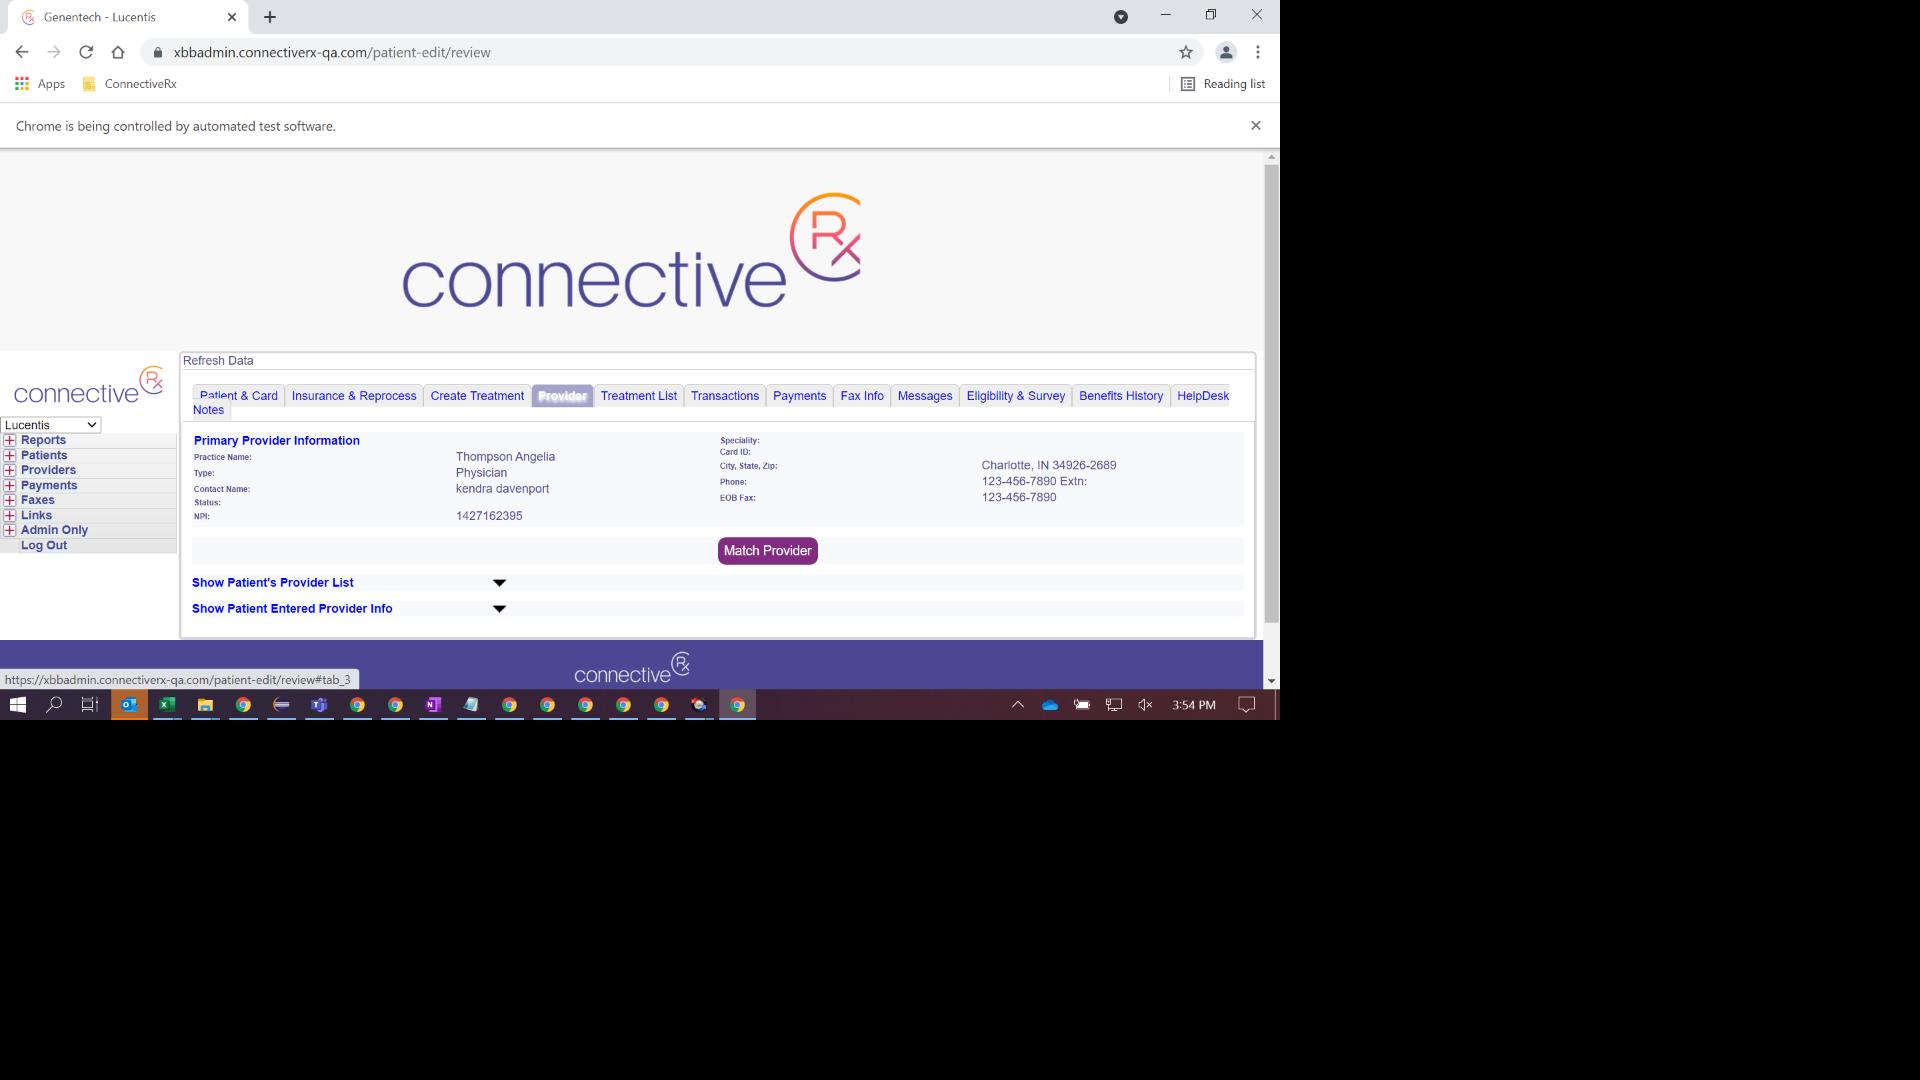 Genentech - Lucentis
xbbadmin.connectiverx-qa.com/patient-edit/review
Apps
ConnectiveRx
Reading list
Chrome is being controlled by automated test software.
connective Rx
Refresh Data
connective Rx
Patient & Card
Insurance & Reprocess
Create Treatment
Provider
Treatment List
Transactions
Payments
Fax Info
Messages
Eligibility & Survey
Benefits History
HelpDesk
Notes
Lucentis
Reports
Patients
Providers
Payments
Faxes
Links
Admin Only
Log Out
Primary Provider Information
Practice Name: Thompson Angelia
Type: Physician
Contact Name: kendra davenport
Status:
NPI: 1427162395
Speciality:
Card ID:
City, State, Zip: Charlotte, IN 34926-2689
Phone: 123-456-7890 Extn:
EOB Fax: 123-456-7890
Match Provider
Show Patient's Provider List
Show Patient Entered Provider Info
connective Rx
https://xbbadmin.connectiverx-qa.com/patient-edit/review#tab_3
3:54 PM